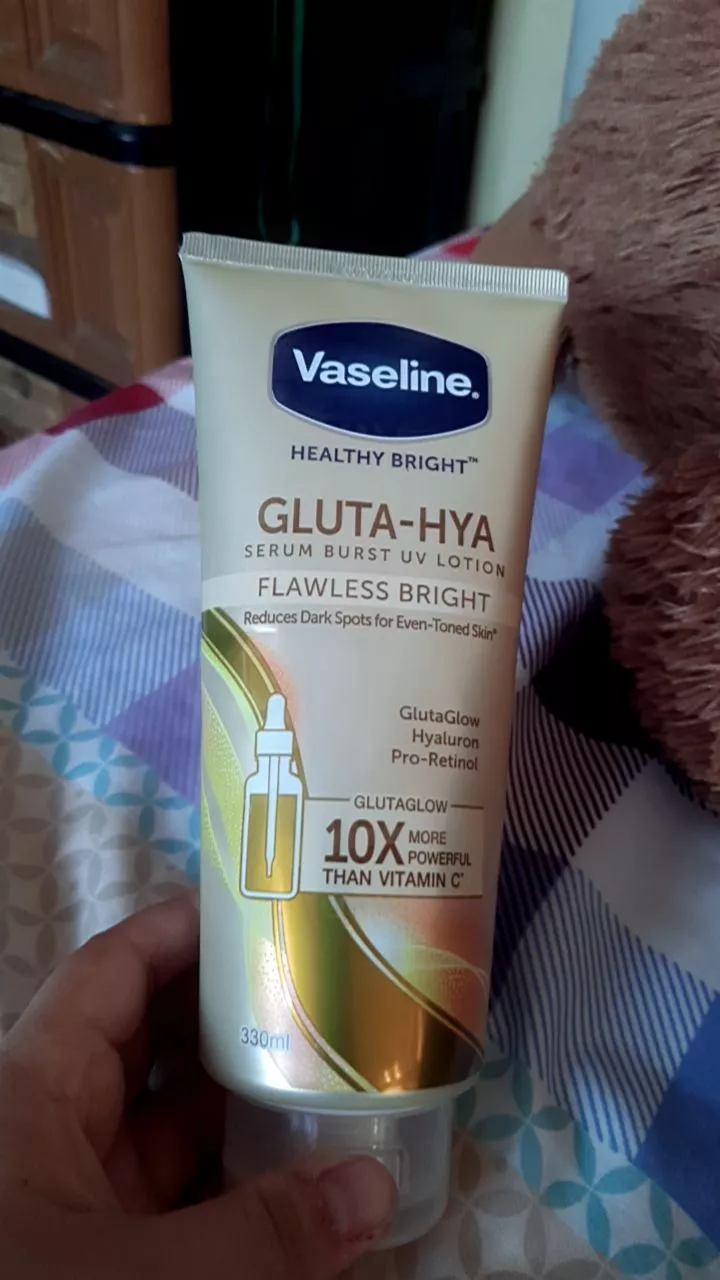 Vaseline.
HEALTHY BRIGHT™
GLUTA-HYA
SERUM BURST UV LOTION
FLAWLESS BRIGHT
Reduces Dark Spots for Even-Toned Skin*
GlutaGlow
Hyaluron
Pro-Retinol
GLUTAGLOW
10X MORE
POWERFUL
THAN VITAMIN C*
330ml